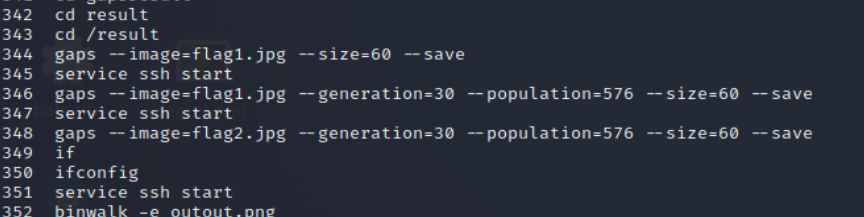 342 cd result
343 cd /result
344 gaps --image=flag1.jpg --size=60 --save
345 service ssh start
346 gaps --image=flag1.jpg --generation=30 --population=576 --size=60 --save
347 service ssh start
348 gaps --image=flag2.jpg --generation=30 --population=576 --size=60 --save
349 if
350 ifconfig
351 service ssh start
352 binwalk -e outout.png